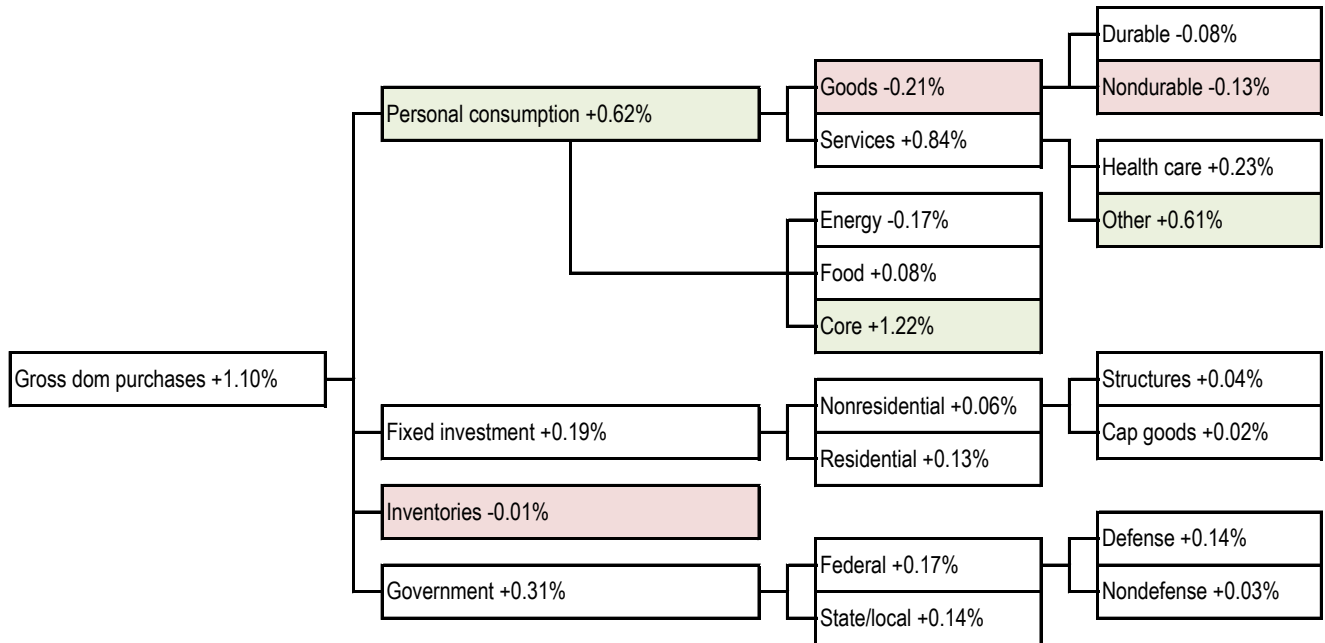 Durable -0.08%
Goods -0.21%
Nondurable -0.13%
Personal consumption +0.62%
Services +0.84%
Health care +0.23%
Energy -0.17%
Other +0.61%
Food +0.08%
Core +1.22%
Gross dom purchases +1.10%
Structures +0.04%
Nonresidential +0.06%
Fixed investment +0.19%
Cap goods +0.02%
Residential +0.13%
Inventories -0.01%
Defense +0.14%
Federal +0.17%
Government +0.31%
Nondefense +0.03%
State/local +0.14%